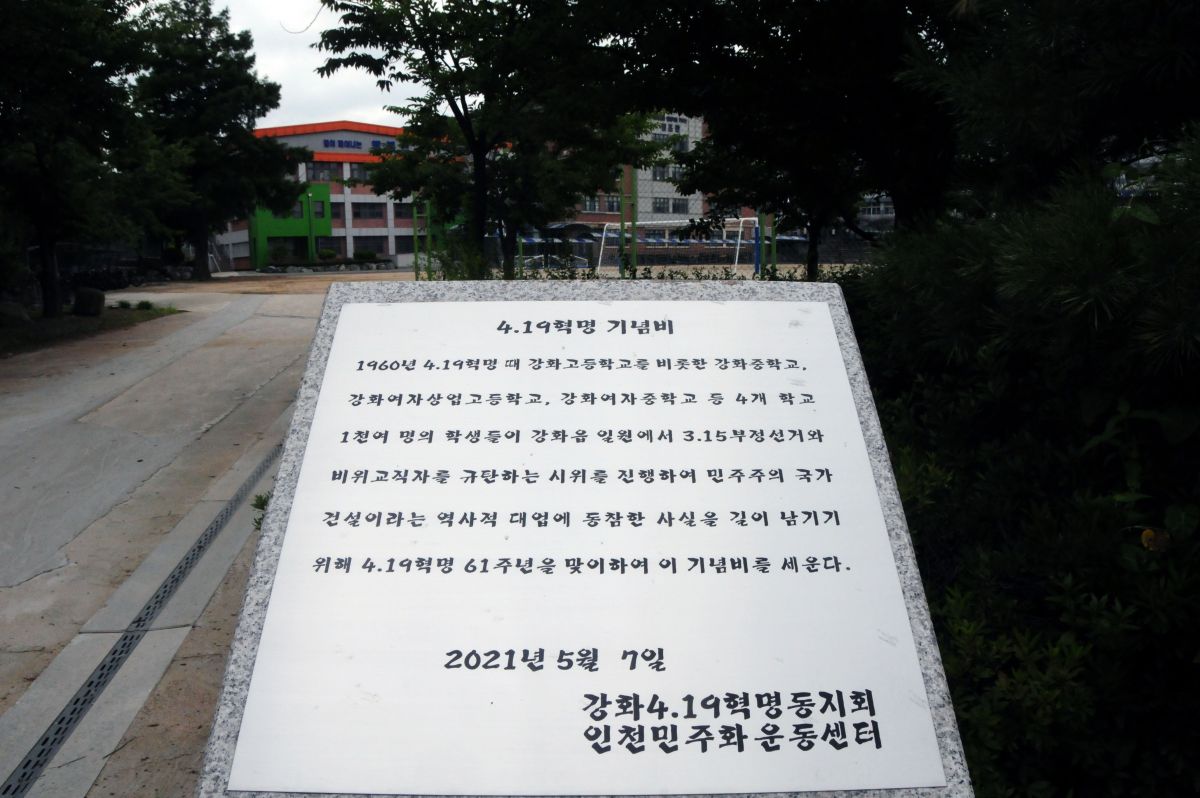 4.19혁명 기념비
1960년 4.19혁명 때 강화고등학교를 비롯한 강화중학교,
강화여자상업고등학교, 강화여자중학교 등 4개 학교
1천여 명의 학생들이 강화읍 일원에서 3.15부정선거와
비위교직자를 규탄하는 시위를 진행하여 민주주의 국가
건설이라는 역사적 대업에 동참한 사실을 길이 남기기
위해 4.19혁명 61주년을 맞이하여 이 기념비를 세운다.
2021년 5월 7일
강화4.19혁명동지회
인천민주화운동센터